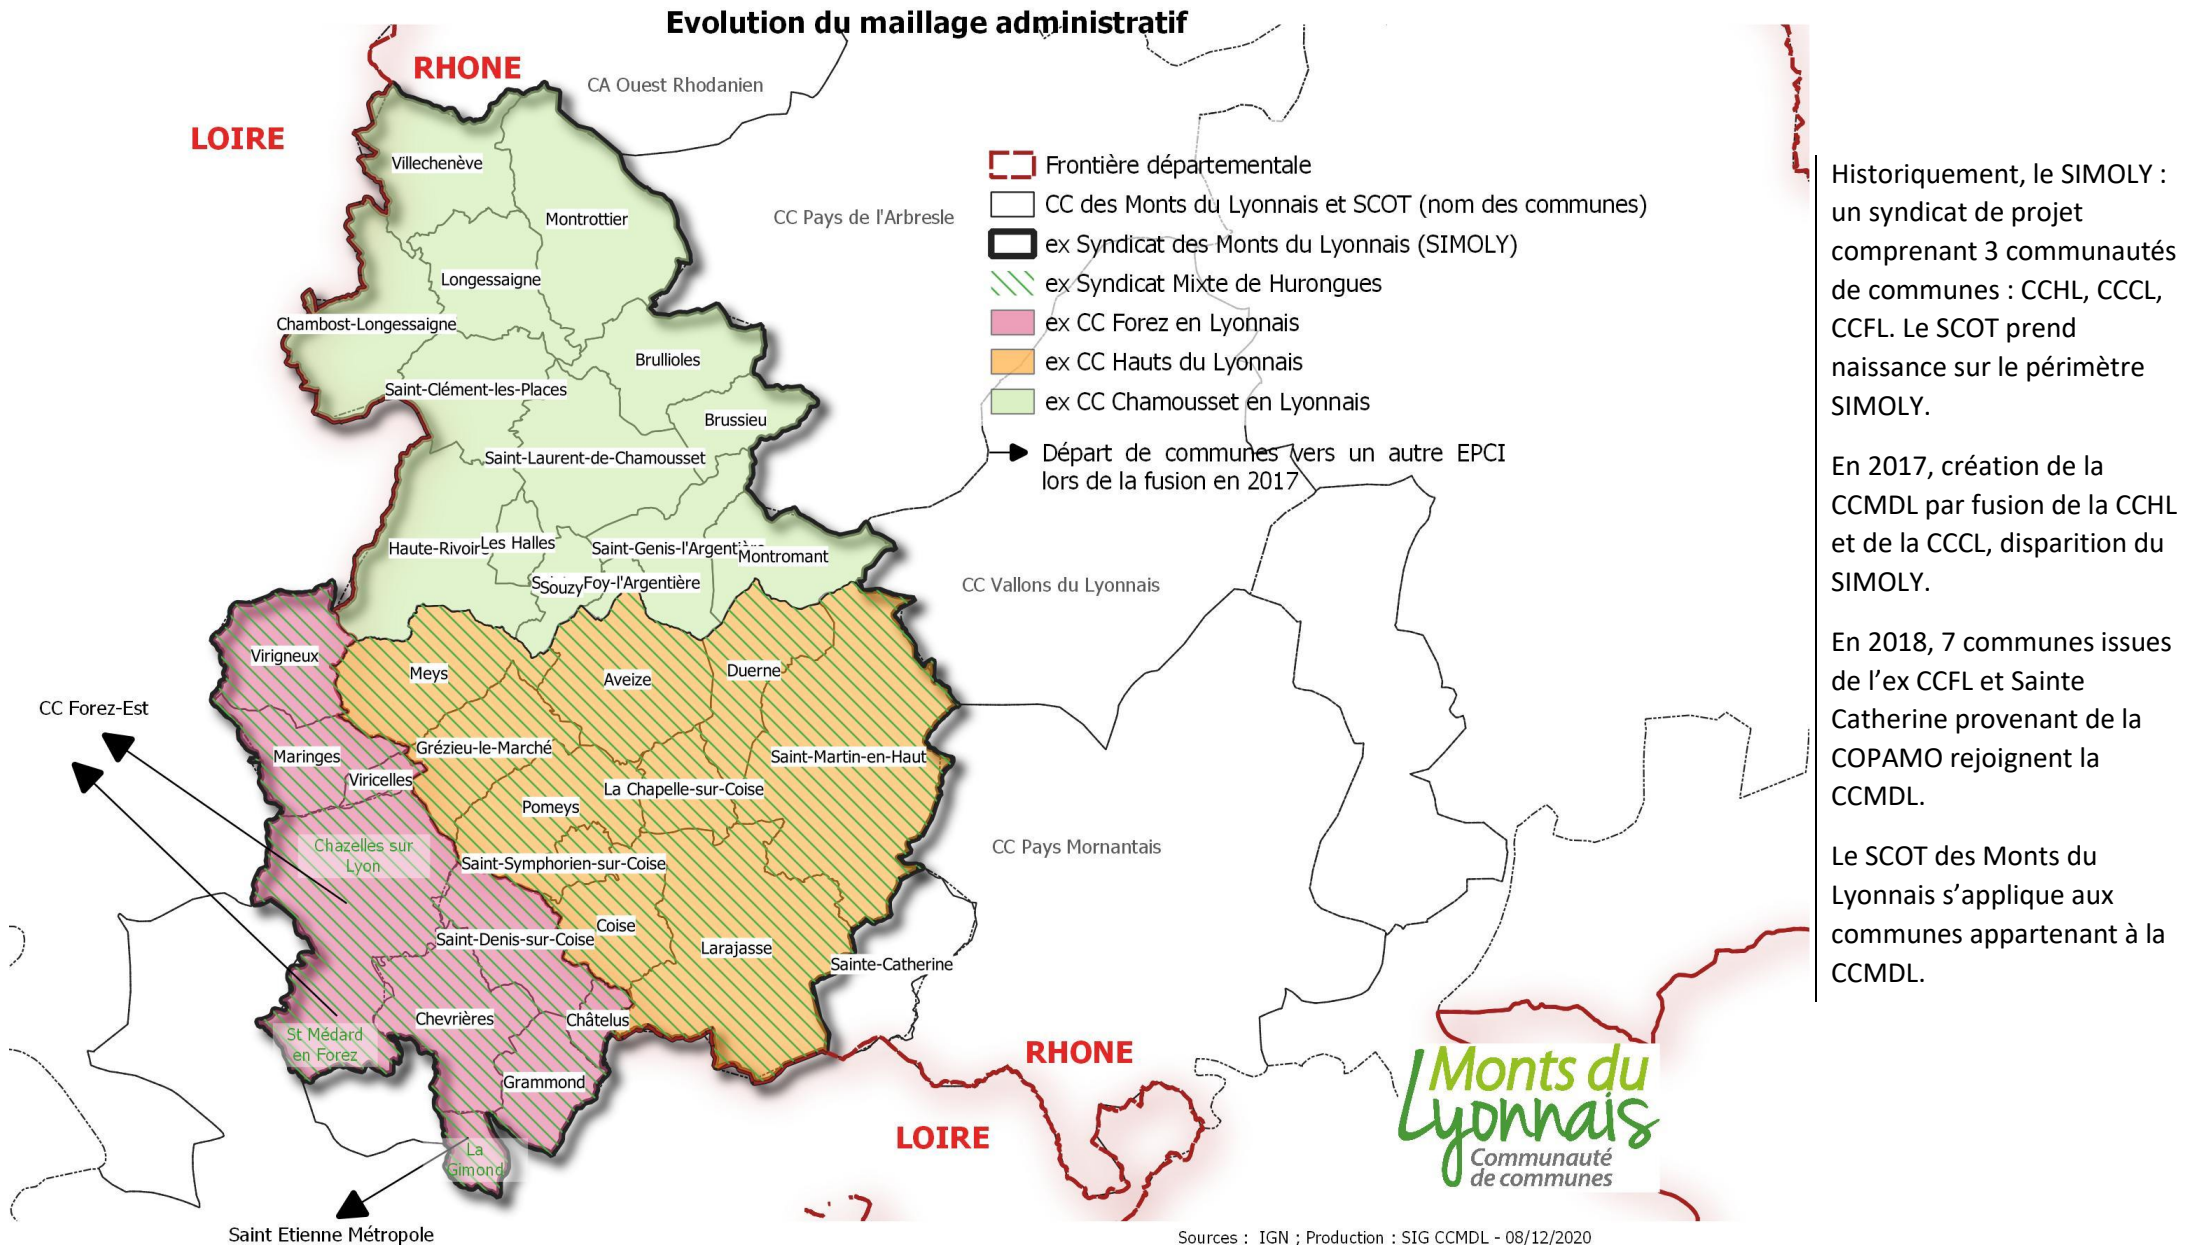 Evolution du maillage administratif
RHONE
CA Ouest Rhodanien
LOIRE
Villechenève
Montrottier
CC Pays de l'Arbresle
Longessaigne
Chambost-Longessaigne
Brullioles
Saint-Clément-les-Places
Brussieu
Saint-Laurent-de-Chamousset
Haute-Rivoir
Les Halles
Saint-Genis-l'Argentière
Montromant
Souzy
Foy-l'Argentière
CC Vallons du Lyonnais
Frontière départementale
CC des Monts du Lyonnais et SCOT (nom des communes)
ex Syndicat des Monts du Lyonnais (SIMOLY)
ex Syndicat Mixte de Hurongues
ex CC Forez en Lyonnais
ex CC Hauts du Lyonnais
ex CC Chamousset en Lyonnais
Départ de communes vers un autre EPCI
lors de la fusion en 2017
Virigneux
Meys
Aveize
Duerne
CC Forez-Est
Maringes
Grézieu-le-Marché
Saint-Martin-en-Haut
Viricelles
La Chapelle-sur-Coise
Pomeys
Chazelles sur
Lyon
Saint-Symphorien-sur-Coise
CC Pays Mornantais
Coise
Saint-Denis-sur-Coise
Larajasse
Sainte-Catherine
Chevrières
Châtelus
St Médard
en Forez
Grammond
RHONE
LOIRE
La
Gimond
Saint Etienne Métropole
Monts du
Lyonnais
Communauté
de communes
Sources : IGN ; Production : SIG CCMDL - 08/12/2020
Historiquement, le SIMOLY :
un syndicat de projet
comprenant 3 communautés
de communes : CCHL, CCCL,
CCFL. Le SCOT prend
naissance sur le périmètre
SIMOLY.
En 2017, création de la
CCMDL par fusion de la CCHL
et de la CCCL, disparition du
SIMOLY.
En 2018, 7 communes issues
de l'ex CCFL et Sainte
Catherine provenant de la
COPAMO rejoignent la
CCMDL.
Le SCOT des Monts du
Lyonnais s'applique aux
communes appartenant à la
CCMDL.